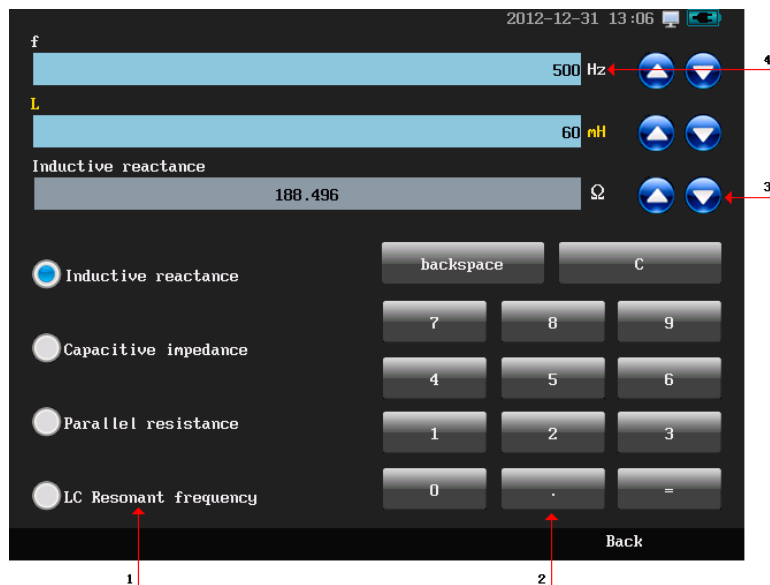 2012-12-31 13:06
f
500 Hz
4
L
60 mH
Inductive reactance
188.496 Ω
3
backspace C
Inductive reactance
7 8 9
Capacitive impedance
4 5 6
Parallel resistance
1 2 3
LC Resonant frequency
0 . =
Back
1 2